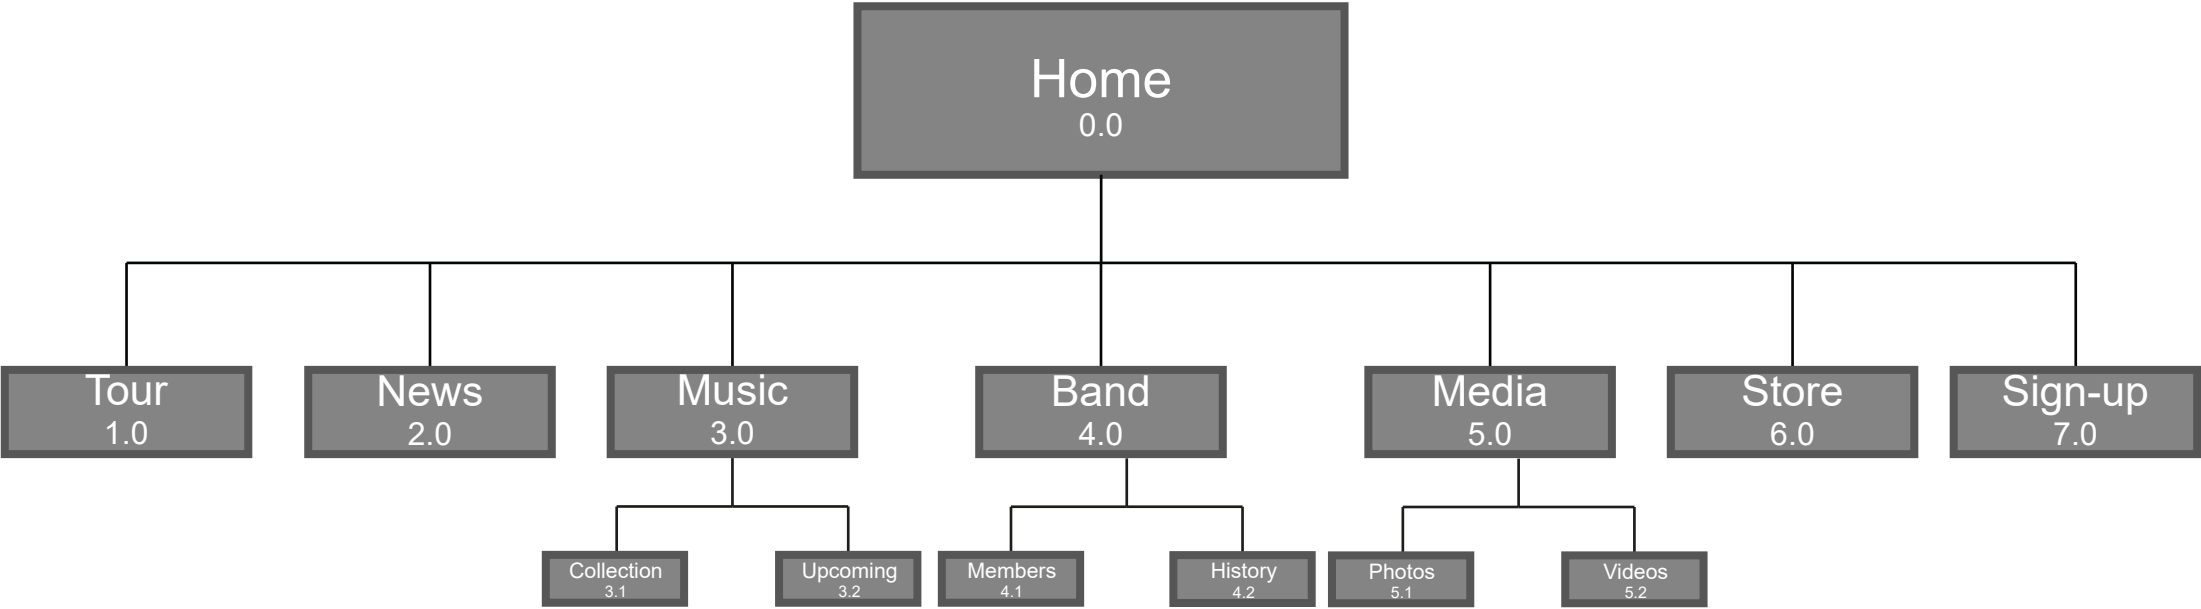 Home
0.0
Tour
1.0
News
2.0
Music
3.0
Band
4.0
Media
5.0
Store
6.0
Sign-up
7.0
Collection
3.1
Upcoming
3.2
Members
4.1
History
4.2
Photos
5.1
Videos
5.2